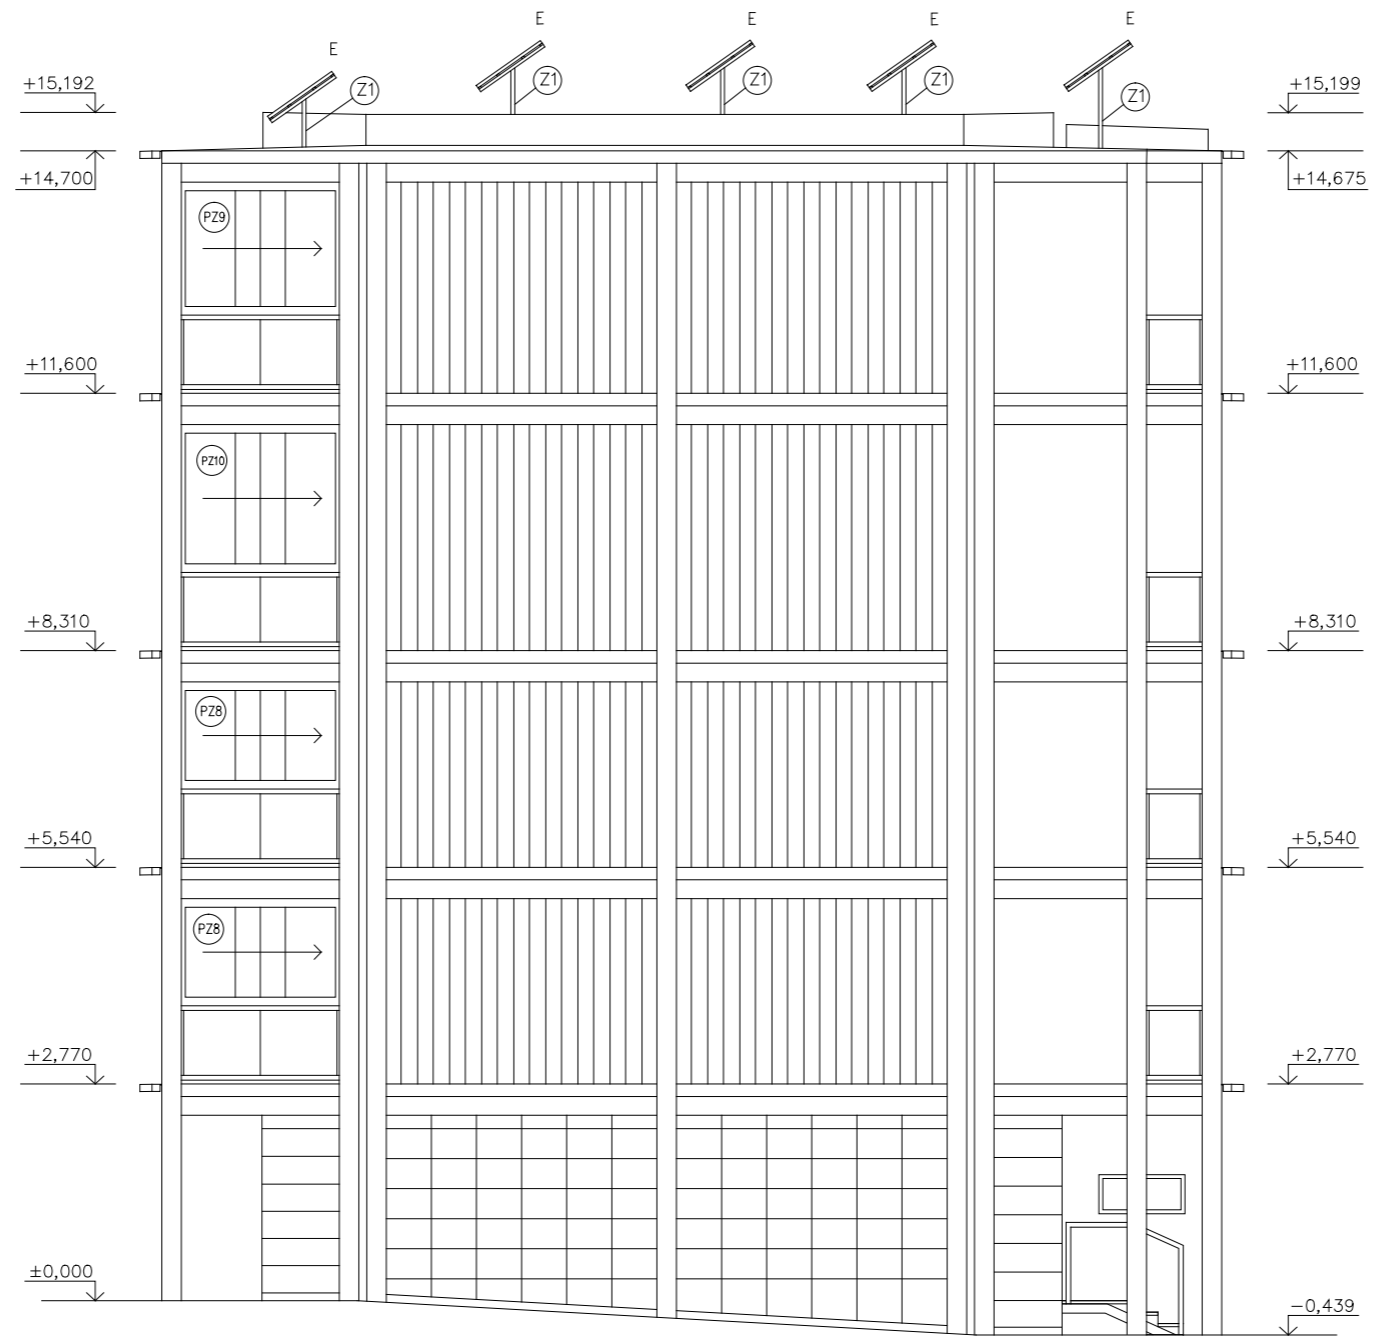 E E E E
E
Z1 Z1 Z1 Z1 Z1
+15,192 +15,199
+14,700 +14,675
PZ9
+11,600 +11,600
PZ10
+8,310 +8,310
PZ8
+5,540 +5,540
PZ8
+2,770 +2,770
±0,000
−0,439